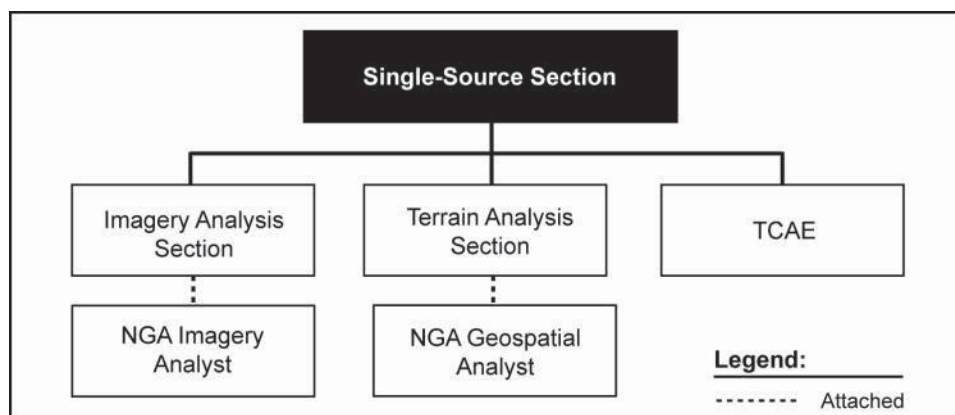 Single-Source Section
Imagery Analysis
Section
Terrain Analysis
Section
TCAE
NGA Imagery
Analyst
NGA Geospatial
Analyst
Legend:
Attached